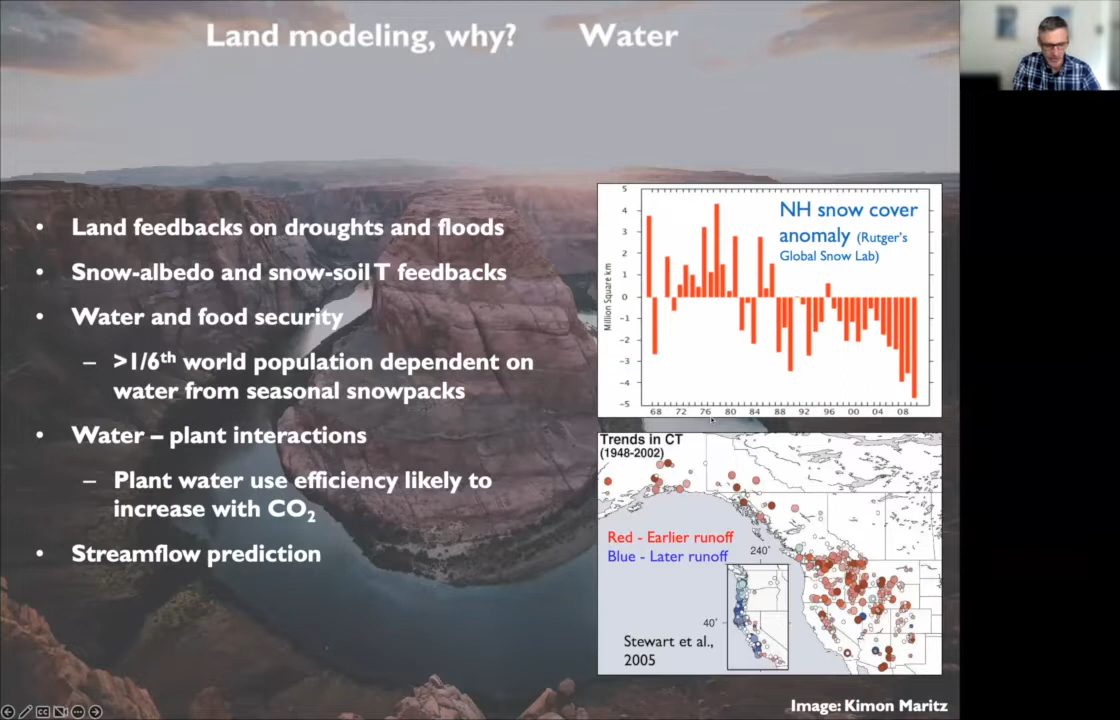 Land modeling, why? Water
• Land feedbacks on droughts and floods
• Snow-albedo and snow-soil T feedbacks
• Water and food security
– >1/6th world population dependent on
water from seasonal snowpacks
• Water – plant interactions
– Plant water use efficiency likely to
increase with CO2
• Streamflow prediction
NH snow cover
anomaly (Rutger's
Global Snow Lab)
Million Square km
5
4
3
2
1
0
-1
-2
-3
-4
-5
68 72 76 80 84 88 92 96 00 04 08
Trends in CT
(1948-2002)
Red - Earlier runoff
Blue - Later runoff
240°
40°
Stewart et al.,
2005
Image: Kimon Maritz